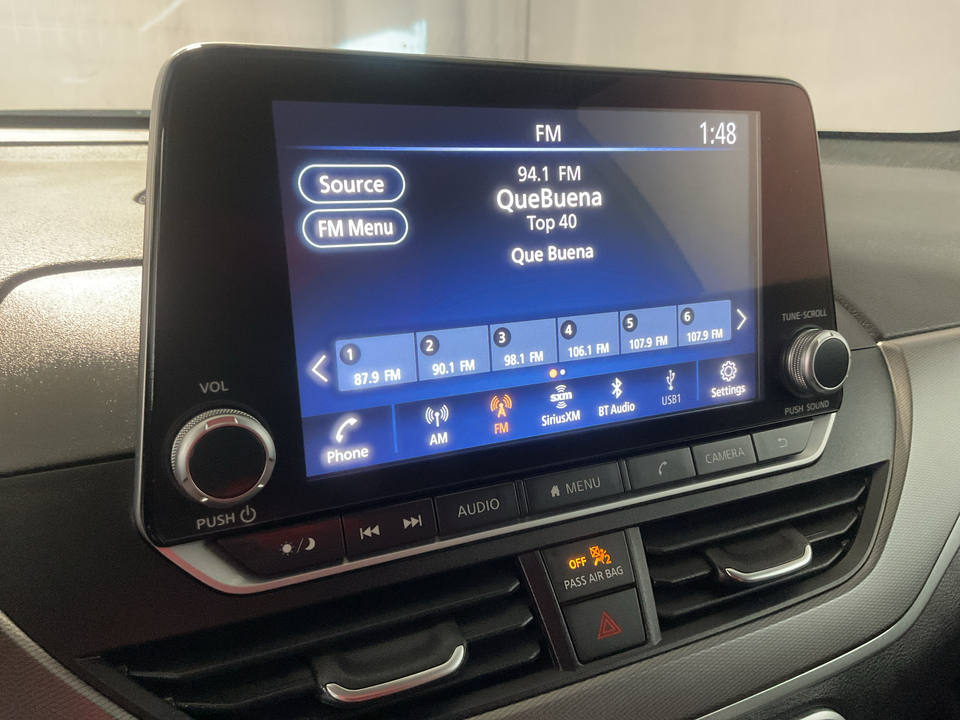 FM
1:48
Source
FM Menu
94.1 FM
QueBuena
Top 40
Que Buena
1
87.9 FM
2
90.1 FM
3
98.1 FM
4
106.1 FM
5
107.9 FM
6
107.9 FM
Phone
AM
FM
sxm
SiriusXM
BT Audio
USB1
Settings
VOL
PUSH
TUNE·SCROLL
PUSH SOUND
AUDIO
MENU
CAMERA
OFF 2
PASS AIR BAG